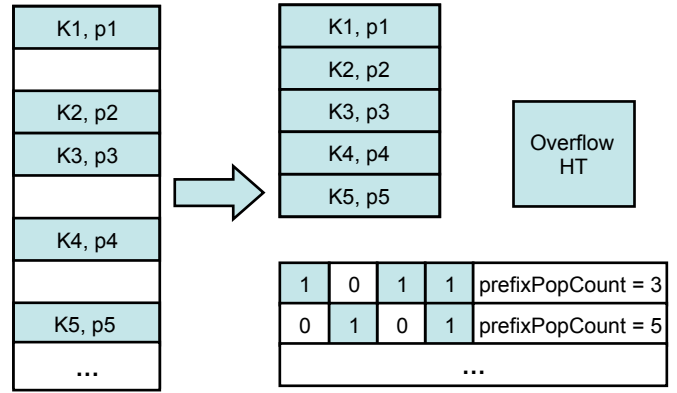 K1, p1
K2, p2
K3, p3
K4, p4
K5, p5
...
K1, p1
K2, p2
K3, p3
K4, p4
K5, p5
Overflow
HT
1 0 1 1 prefixPopCount = 3
0 1 0 1 prefixPopCount = 5
...